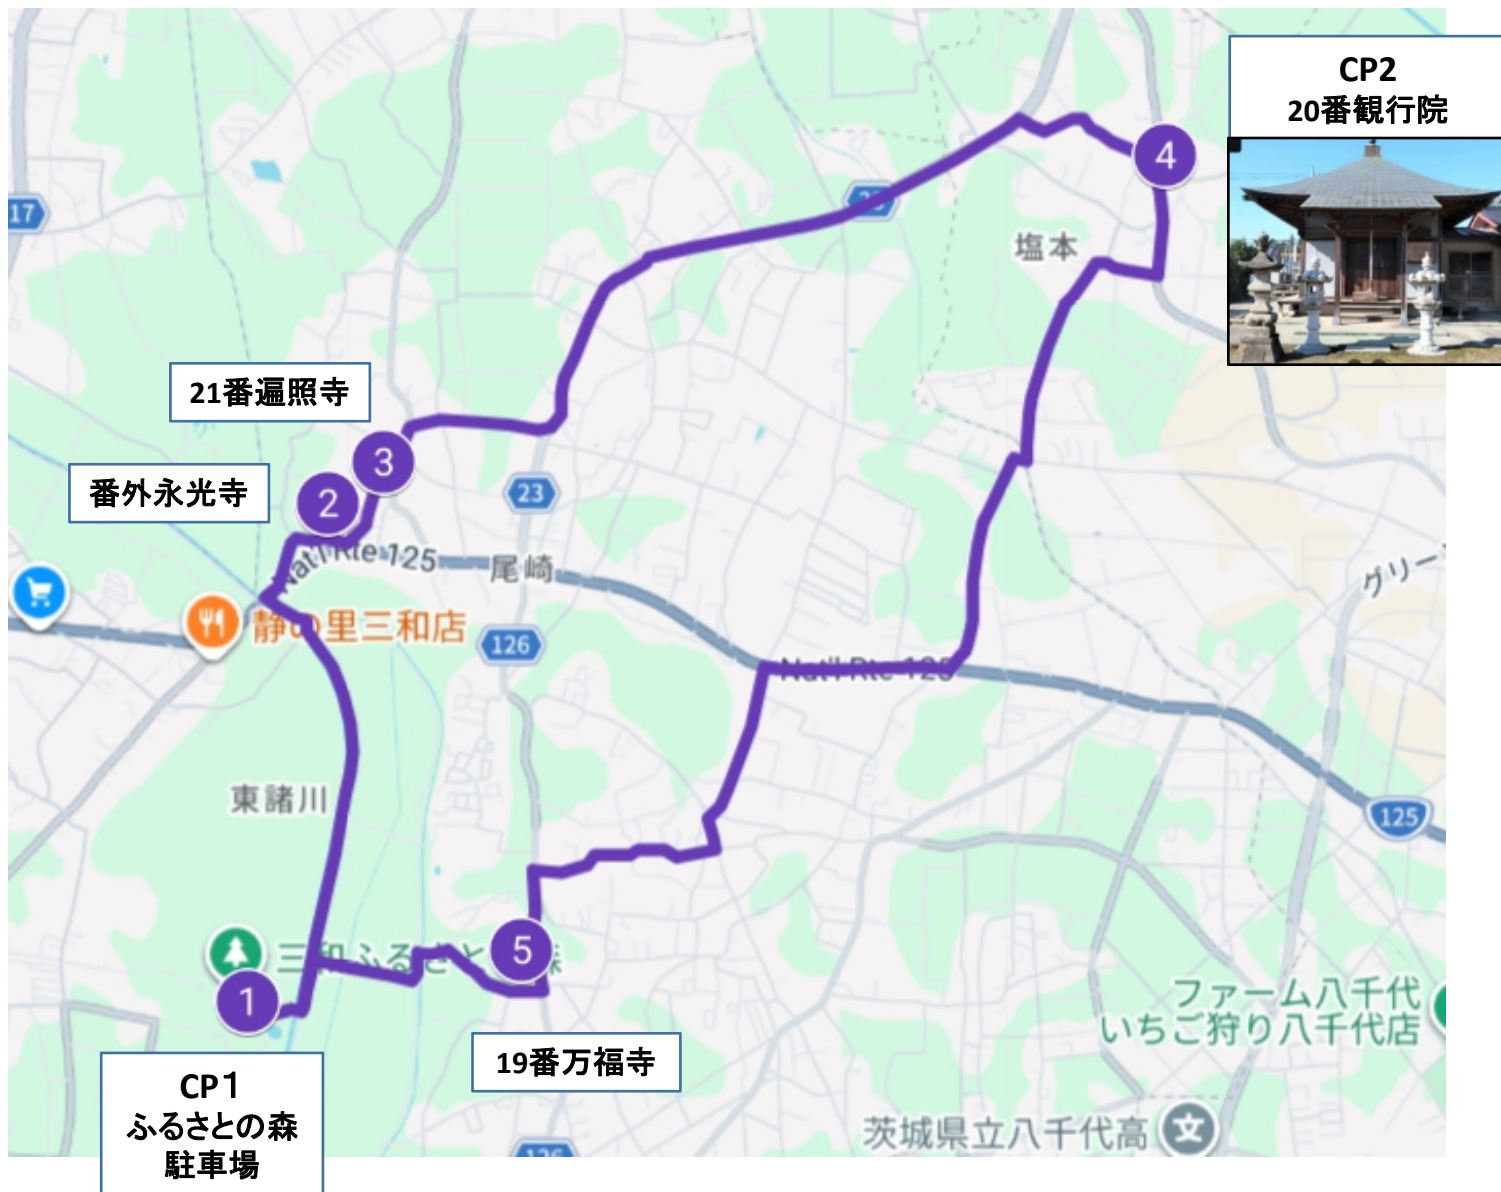 CP2
20番観行院
4
17
塩本
21番遍照寺
3
番外永光寺
2
23
Nat'l Rte 125
尾崎
静の里三和店
126
Nat'l Rte 125
東諸川
125
グリーン
5
三和ふるさとの森
1
ファーム八千代
いちご狩り八千代店
19番万福寺
CP1
ふるさとの森
駐車場
茨城県立八千代高
文
126